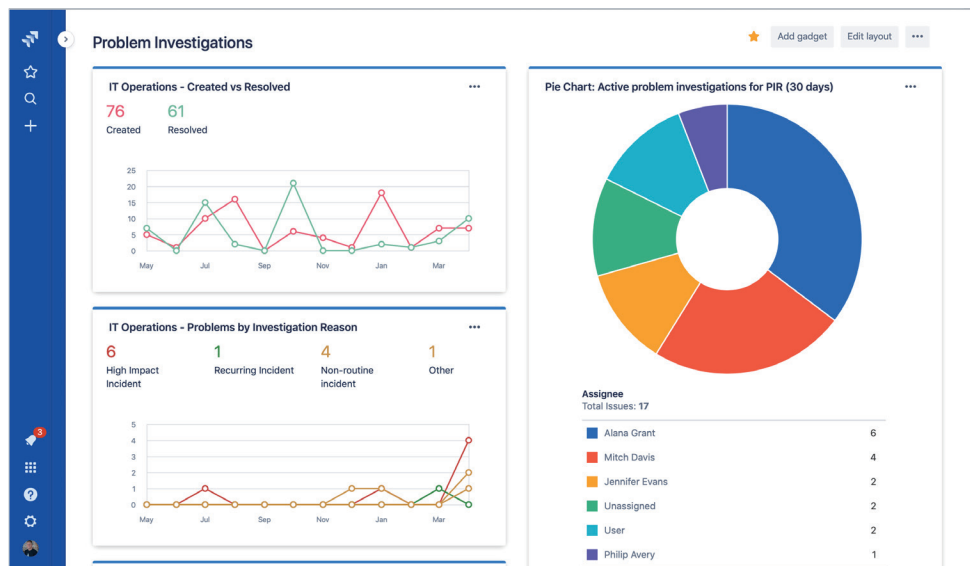 Problem Investigations
Add gadget
Edit layout
IT Operations - Created vs Resolved
76
61
Created
Resolved
25
20
15
10
5
0
May
Jul
Sep
Nov
Jan
Mar
IT Operations - Problems by Investigation Reason
6
1
4
1
High Impact
Incident
Recurring Incident
Non-routine
incident
Other
5
4
3
2
1
0
May
Jul
Sep
Nov
Jan
Mar
3
Pie Chart: Active problem investigations for PIR (30 days)
Assignee
Total Issues: 17
Alana Grant 6
Mitch Davis 4
Jennifer Evans 2
Unassigned 2
User 2
Philip Avery 1